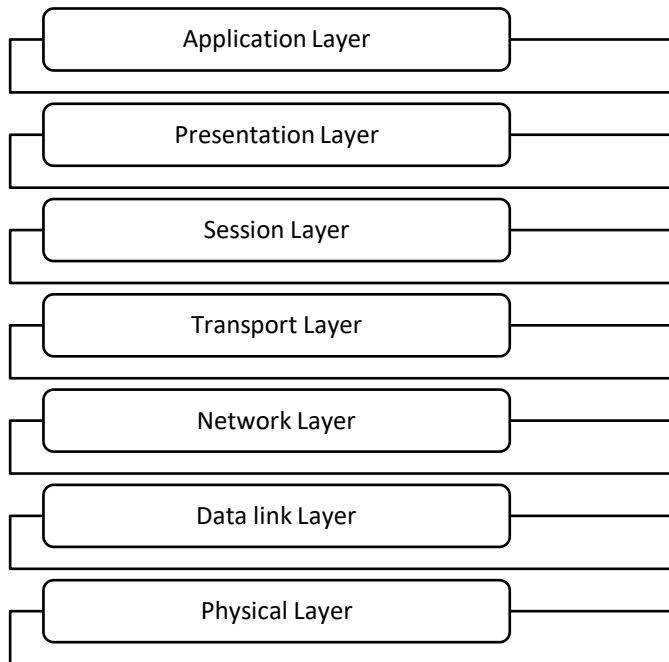 Application Layer
Presentation Layer
Session Layer
Transport Layer
Network Layer
Data link Layer
Physical Layer